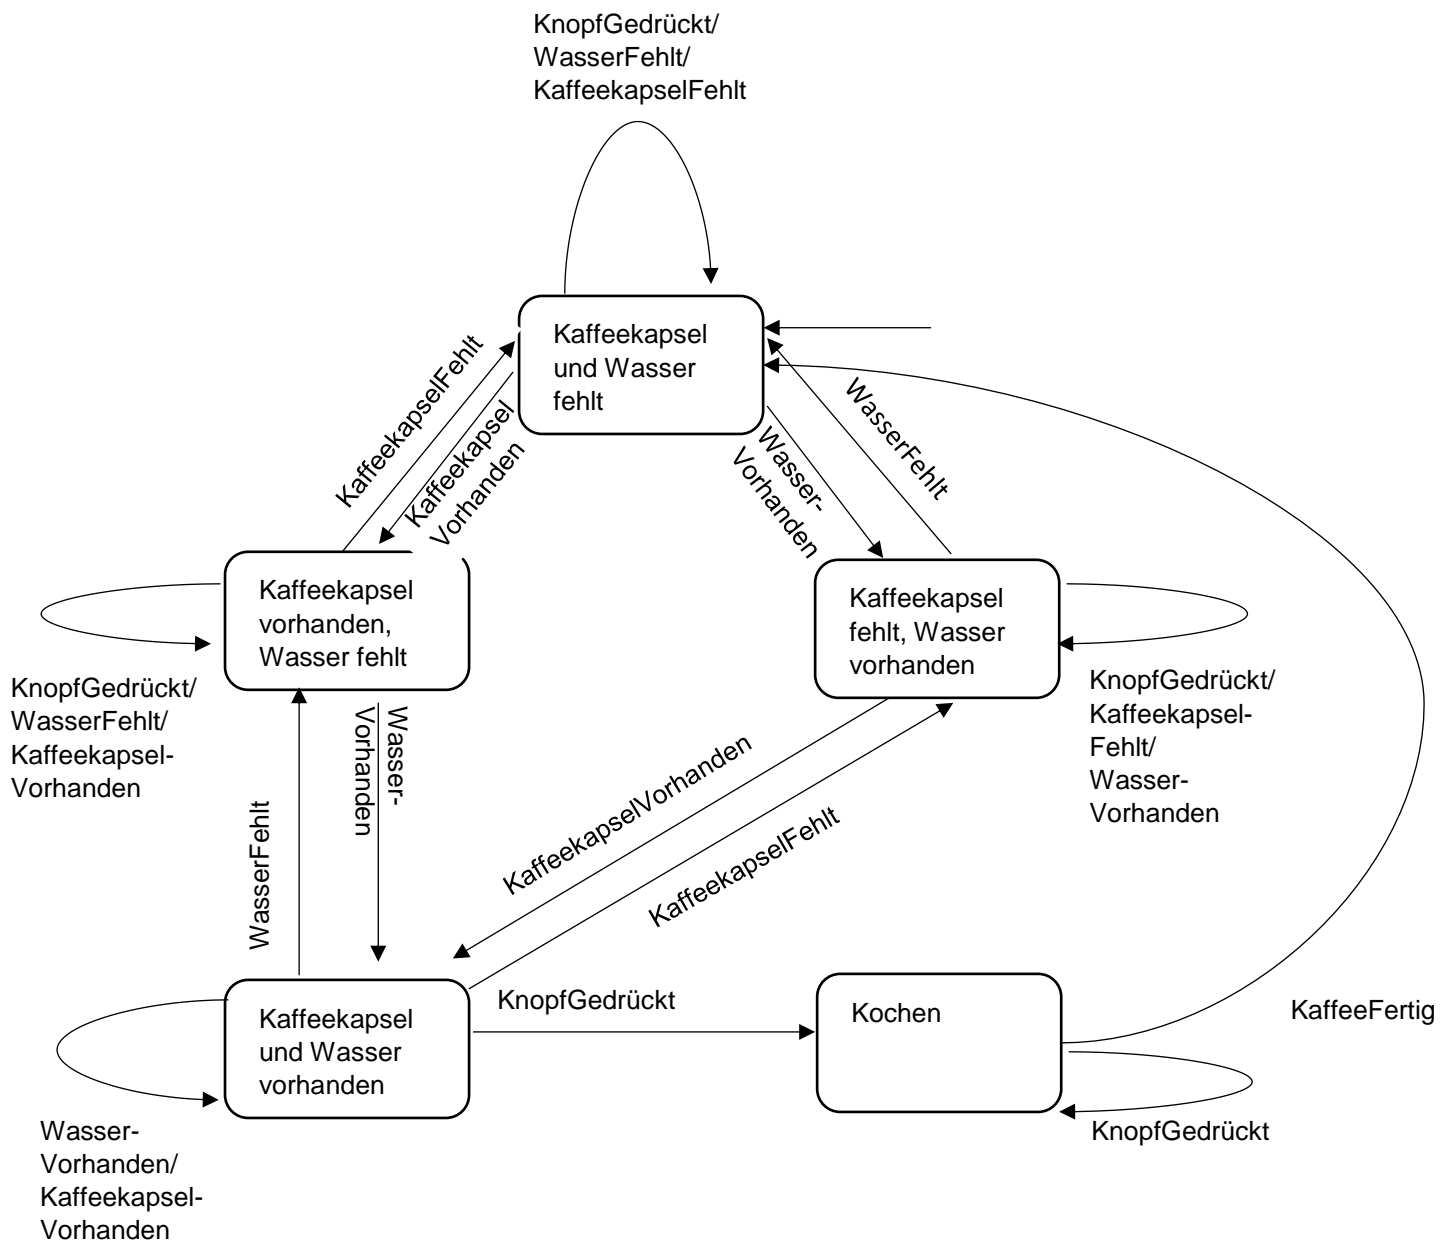 KnopfGedrückt/
WasserFehlt/
KaffeekapselFehlt
Kaffeekapsel
und Wasser
fehlt
KaffeekapselFehlt
Kaffeekapsel
Vorhanden
Wasser-
Vorhanden
WasserFehlt
Kaffeekapsel
vorhanden,
Wasser fehlt
Kaffeekapsel
fehlt, Wasser
vorhanden
KnopfGedrückt/
WasserFehlt/
Kaffeekapsel-
Vorhanden
KnopfGedrückt/
Kaffeekapsel-
Fehlt/
Wasser-
Vorhanden
WasserFehlt
Wasser-
Vorhanden
KaffeekapselVorhanden
KaffeekapselFehlt
Kaffeekapsel
und Wasser
vorhanden
KnopfGedrückt
Kochen
KaffeeFertig
KnopfGedrückt
Wasser-
Vorhanden/
Kaffeekapsel-
Vorhanden